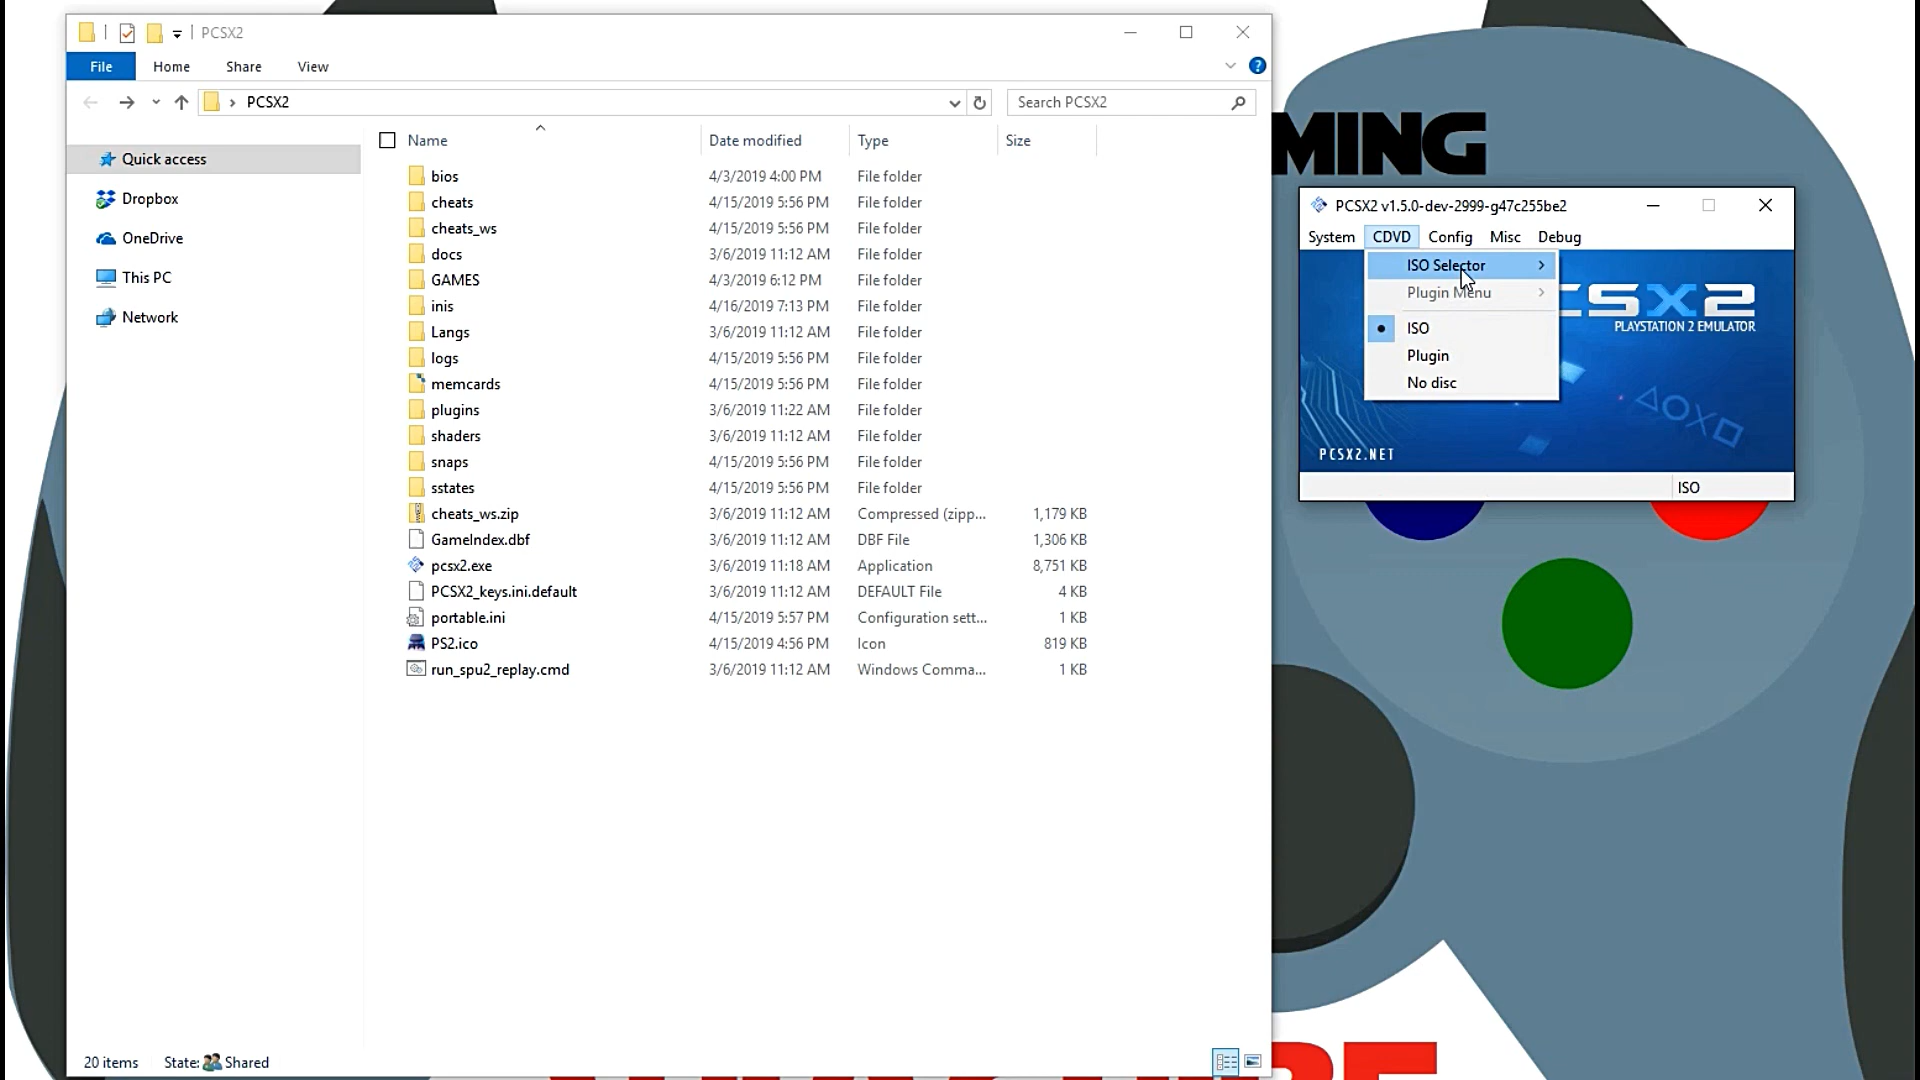 PCSX2
File Home Share View
PCSX2
Search PCSX2
Quick access
Dropbox
OneDrive
This PC
Network
Name Date modified Type Size
bios 4/3/2019 4:00 PM File folder
cheats 4/15/2019 5:56 PM File folder
cheats_ws 4/15/2019 5:56 PM File folder
docs 3/6/2019 11:12 AM File folder
GAMES 4/3/2019 6:12 PM File folder
inis 4/16/2019 7:13 PM File folder
Langs 3/6/2019 11:12 AM File folder
logs 4/15/2019 5:56 PM File folder
memcards 4/15/2019 5:56 PM File folder
plugins 3/6/2019 11:22 AM File folder
shaders 3/6/2019 11:12 AM File folder
snaps 4/15/2019 5:56 PM File folder
sstates 4/15/2019 5:56 PM File folder
cheats_ws.zip 3/6/2019 11:12 AM Compressed (zipp... 1,179 KB
GameIndex.dbf 3/6/2019 11:12 AM DBF File 1,306 KB
pcsx2.exe 3/6/2019 11:18 AM Application 8,751 KB
PCSX2_keys.ini.default 3/6/2019 11:12 AM DEFAULT File 4 KB
portable.ini 4/15/2019 5:57 PM Configuration sett... 1 KB
PS2.ico 4/15/2019 4:56 PM Icon 819 KB
run_spu2_replay.cmd 3/6/2019 11:12 AM Windows Comma... 1 KB
20 items State: Shared
MING
PCSX2 v1.5.0-dev-2999-g47c255be2
System CDVD Config Misc Debug
ISO Selector
Plugin Menu
ISO
Plugin
No disc
CSX2
PLAYSTATION 2 EMULATOR
PCSX2.NET
ISO